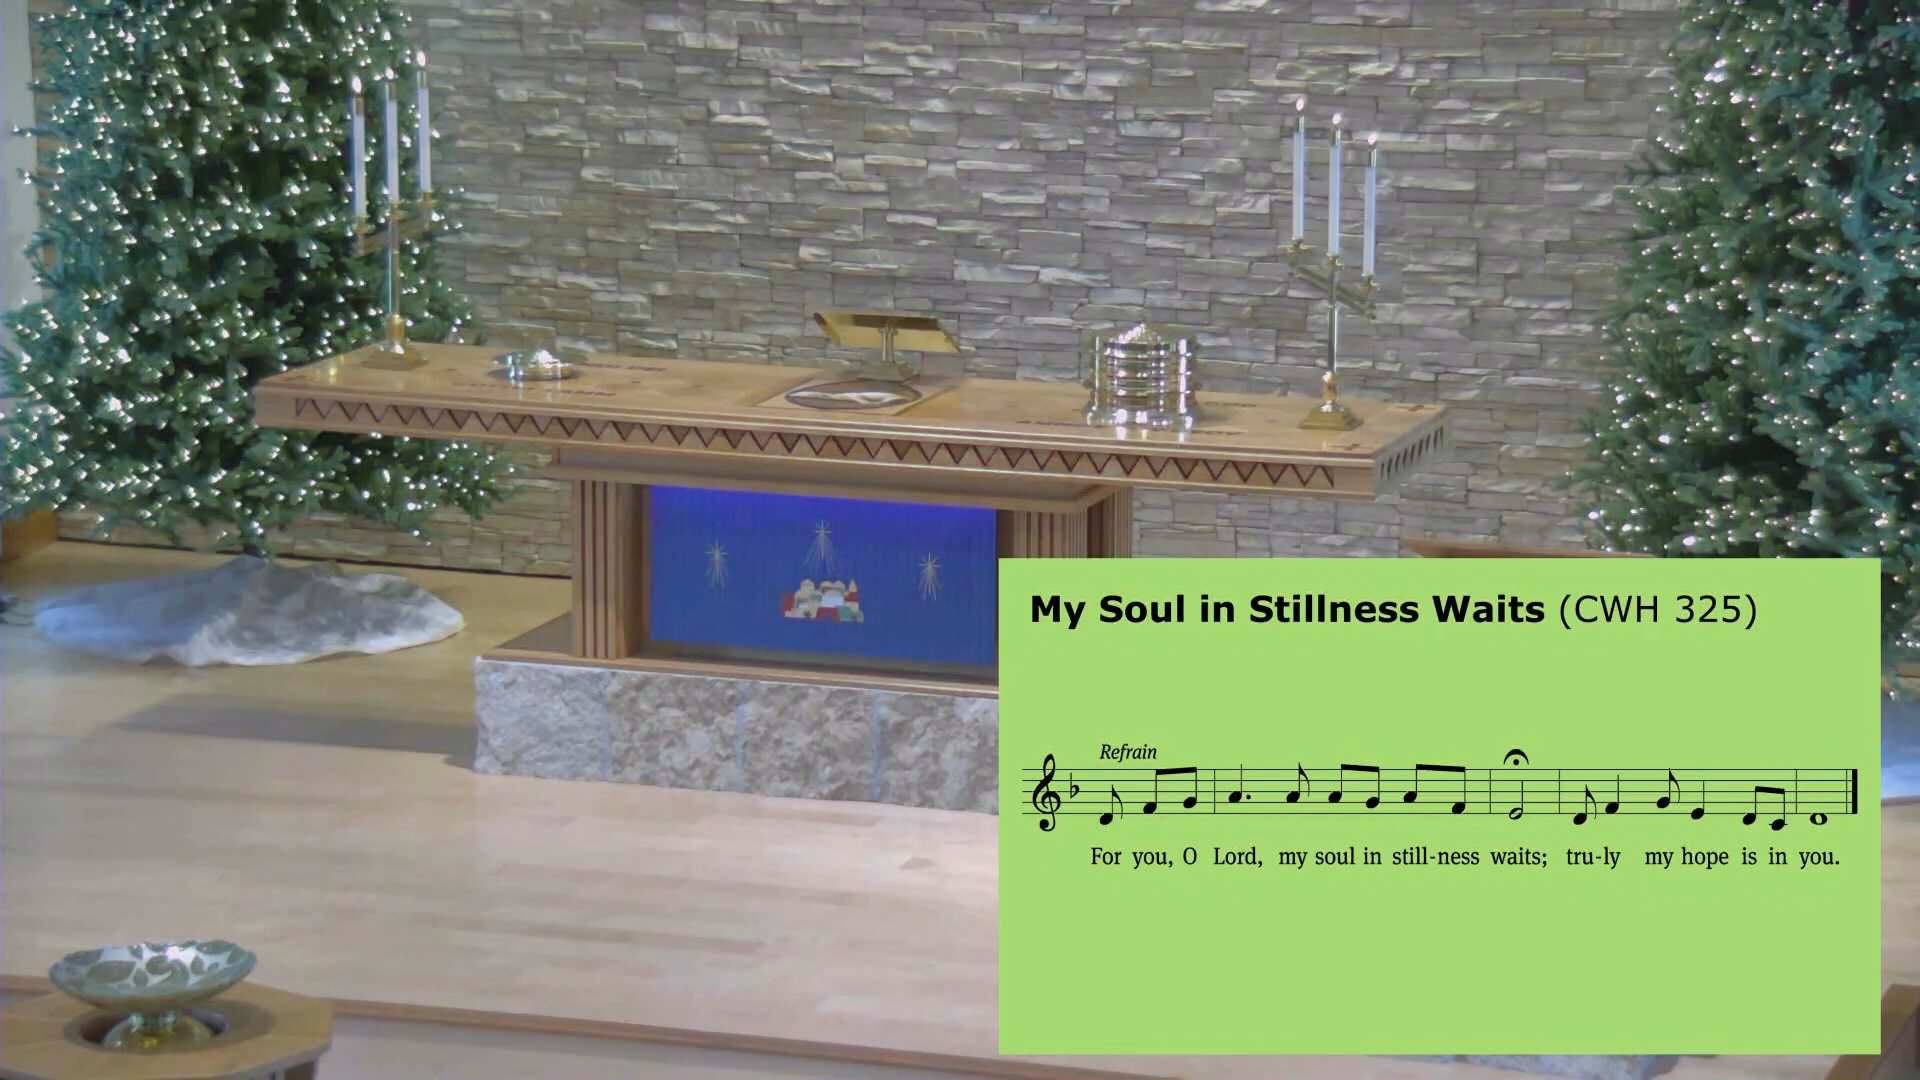 My Soul in Stillness Waits (CWH 325)
Refrain
For you, O Lord, my soul in still-ness waits; tru-ly my hope is in you.